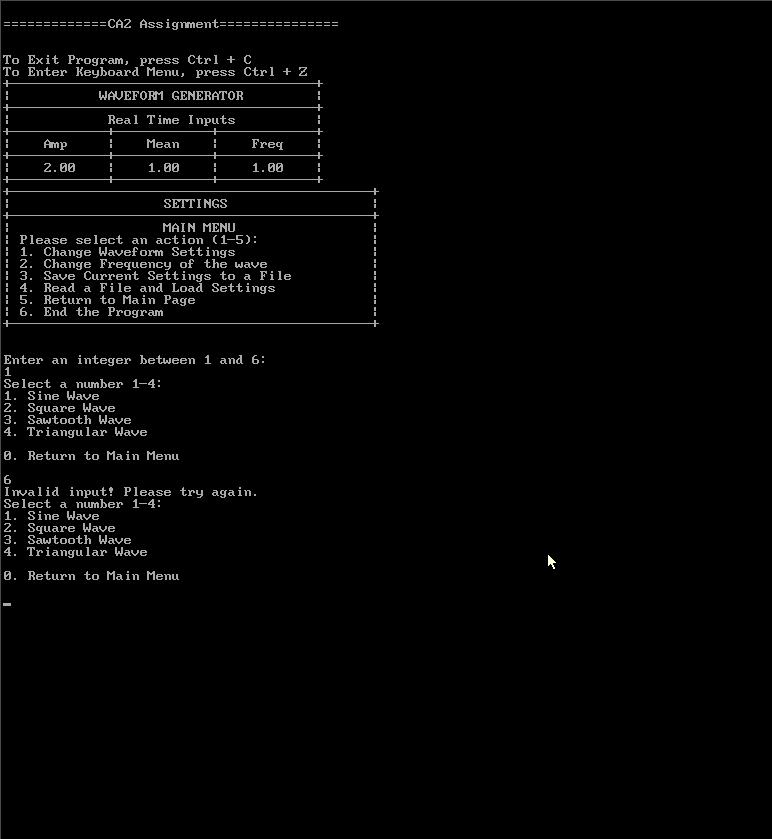 =============CA2 Assignment===============
To Exit Program, press Ctrl + C
To Enter Keyboard Menu, press Ctrl + Z
WAVEFORM GENERATOR
Real Time Inputs
Amp Mean Freq
2.00 1.00 1.00
SETTINGS
MAIN MENU
Please select an action (1-5):
1. Change Waveform Settings
2. Change Frequency of the wave
3. Save Current Settings to a File
4. Read a File and Load Settings
5. Return to Main Page
6. End the Program
Enter an integer between 1 and 6:
1
Select a number 1-4:
1. Sine Wave
2. Square Wave
3. Sawtooth Wave
4. Triangular Wave
0. Return to Main Menu
6
Invalid input! Please try again.
Select a number 1-4:
1. Sine Wave
2. Square Wave
3. Sawtooth Wave
4. Triangular Wave
0. Return to Main Menu